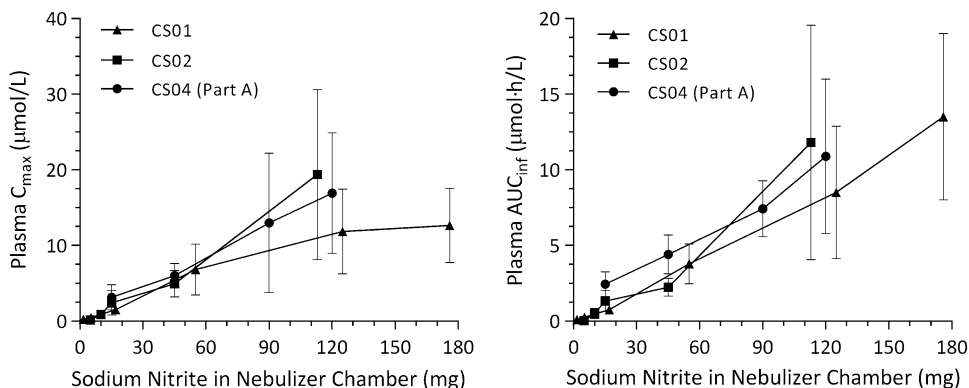 40
30
20
10
0
Plasma Cmax (μmol/L)
CS01
CS02
CS04 (Part A)
0 30 60 90 120 150 180
Sodium Nitrite in Nebulizer Chamber (mg)
20
15
10
5
0
Plasma AUCinf (μmol·h/L)
CS01
CS02
CS04 (Part A)
0 30 60 90 120 150 180
Sodium Nitrite in Nebulizer Chamber (mg)